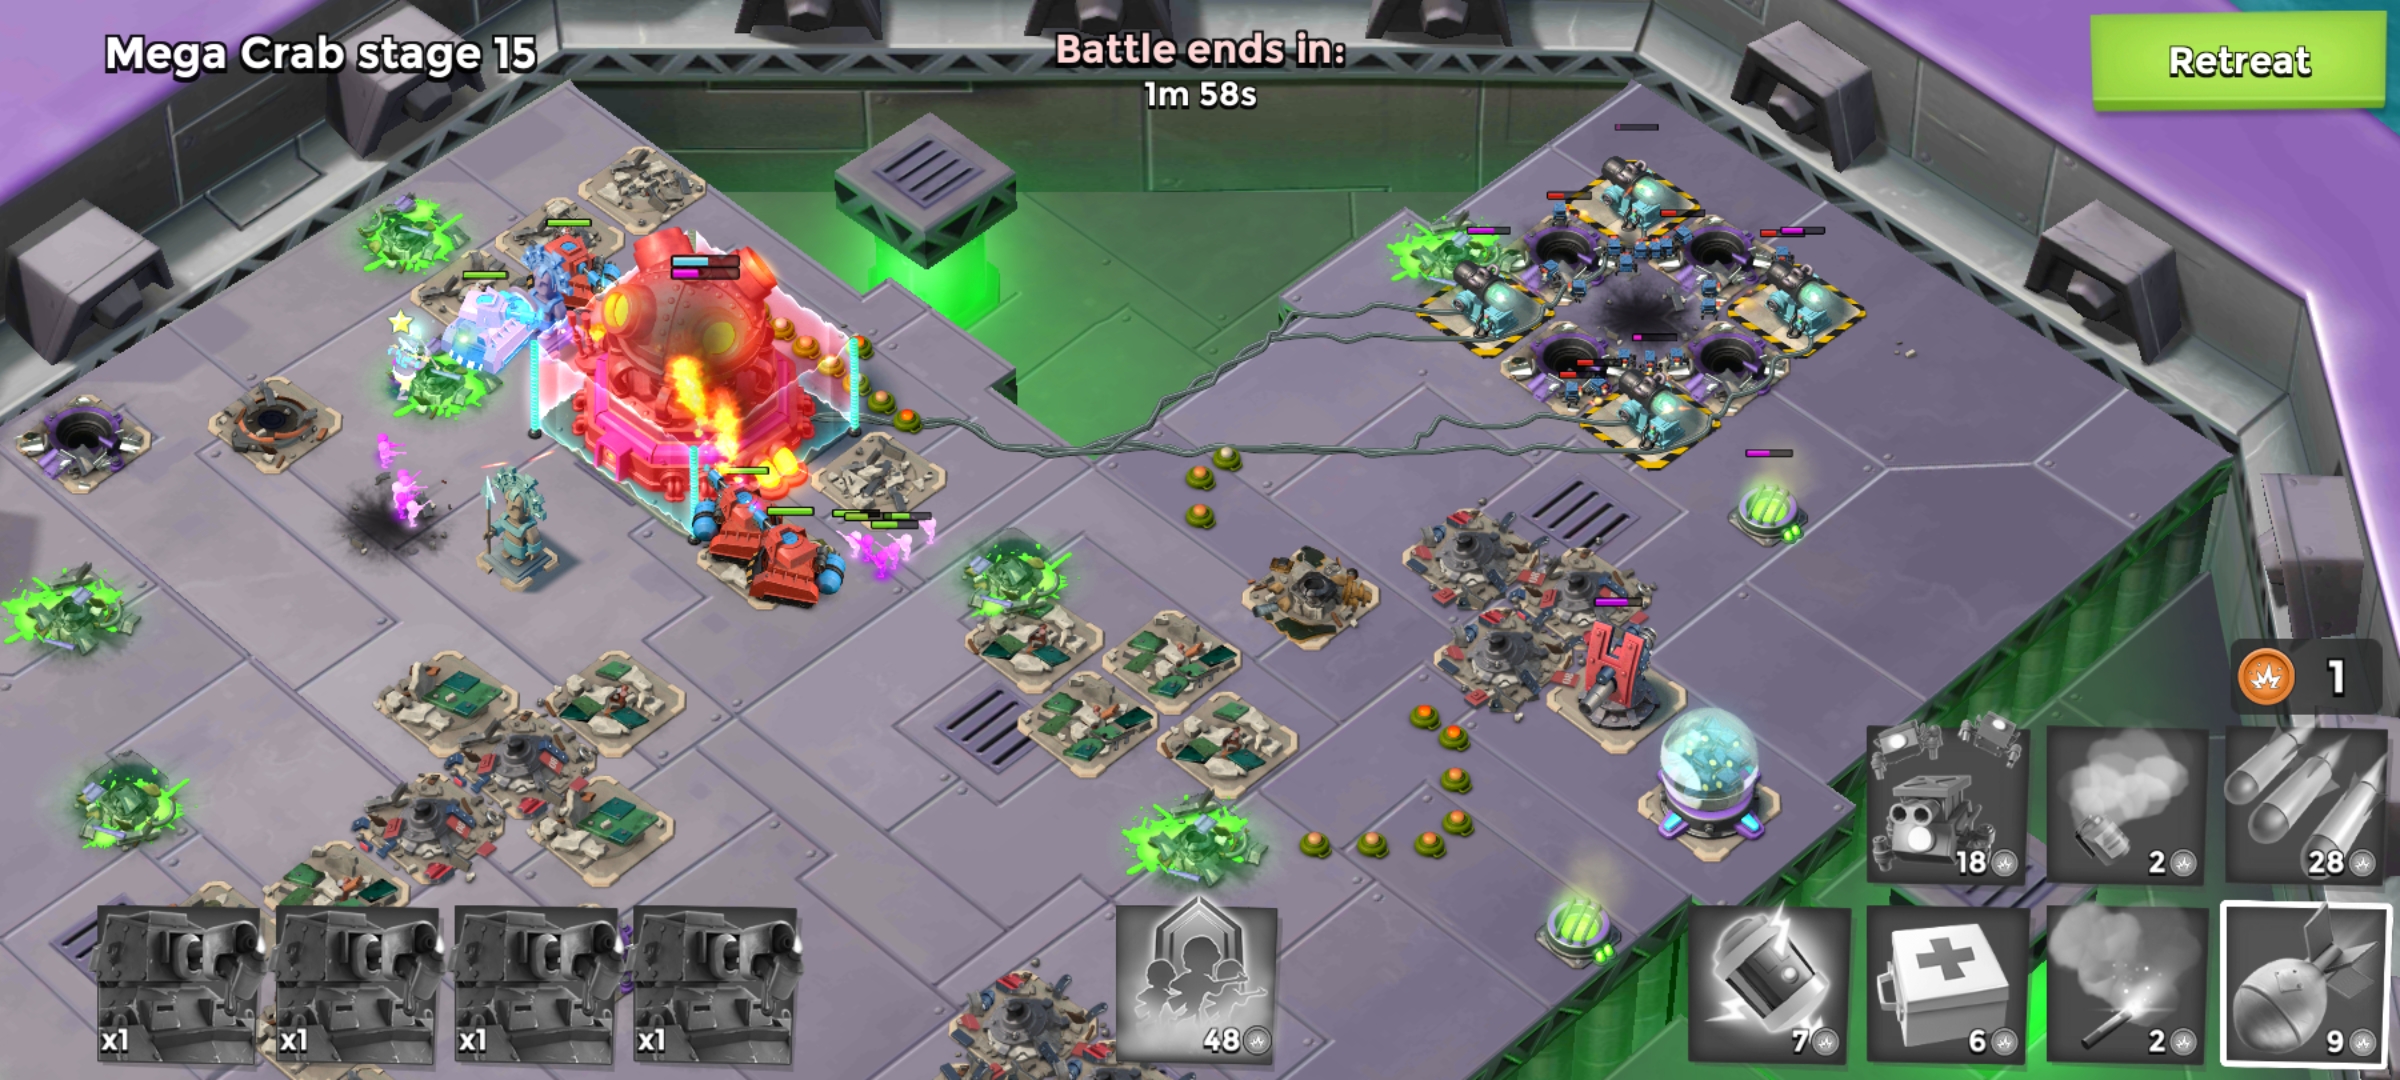 Mega Crab stage 15
Battle ends in:
1m 58s
Retreat
1
18
2
28
x1
x1
x1
x1
48
7
6
2
9